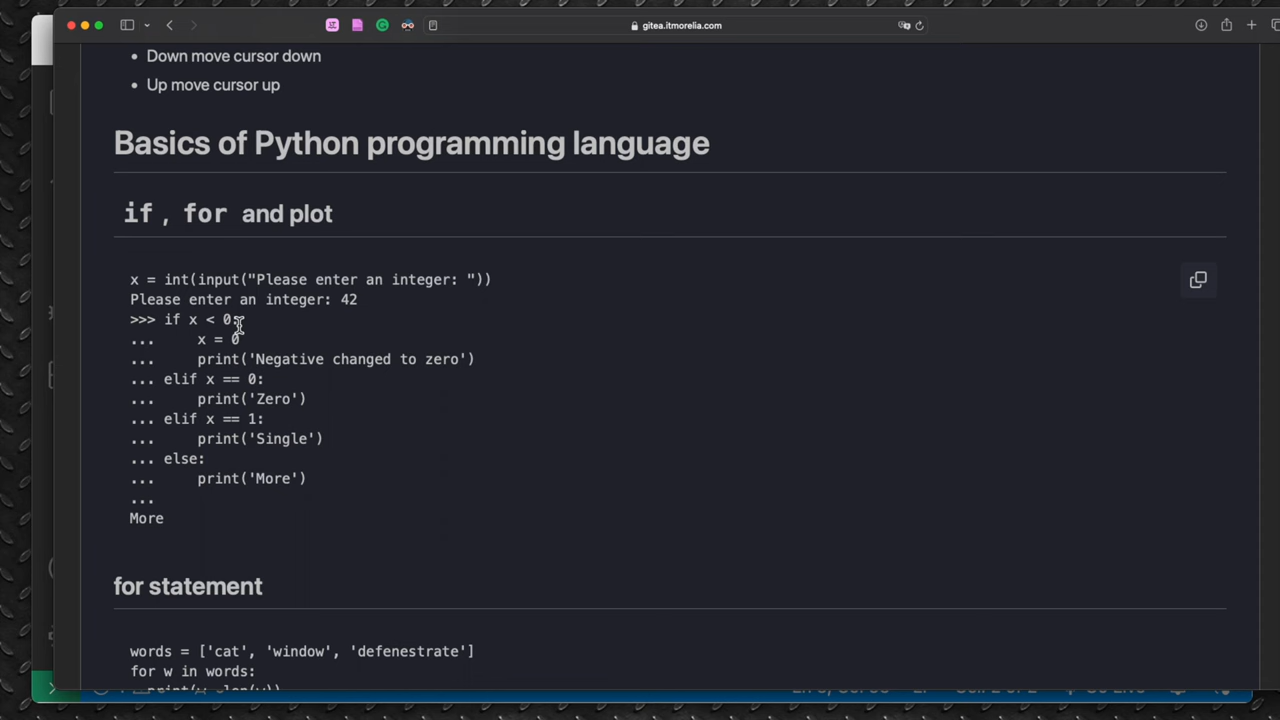 gitea.itmorelia.com
Down move cursor down
Up move cursor up
Basics of Python programming language
if , for and plot
x = int(input("Please enter an integer: "))
Please enter an integer: 42
>>> if x < 0:
...     x = 0
...     print('Negative changed to zero')
... elif x == 0:
...     print('Zero')
... elif x == 1:
...     print('Single')
... else:
...     print('More')
...
More
for statement
words = ['cat', 'window', 'defenestrate']
for w in words: